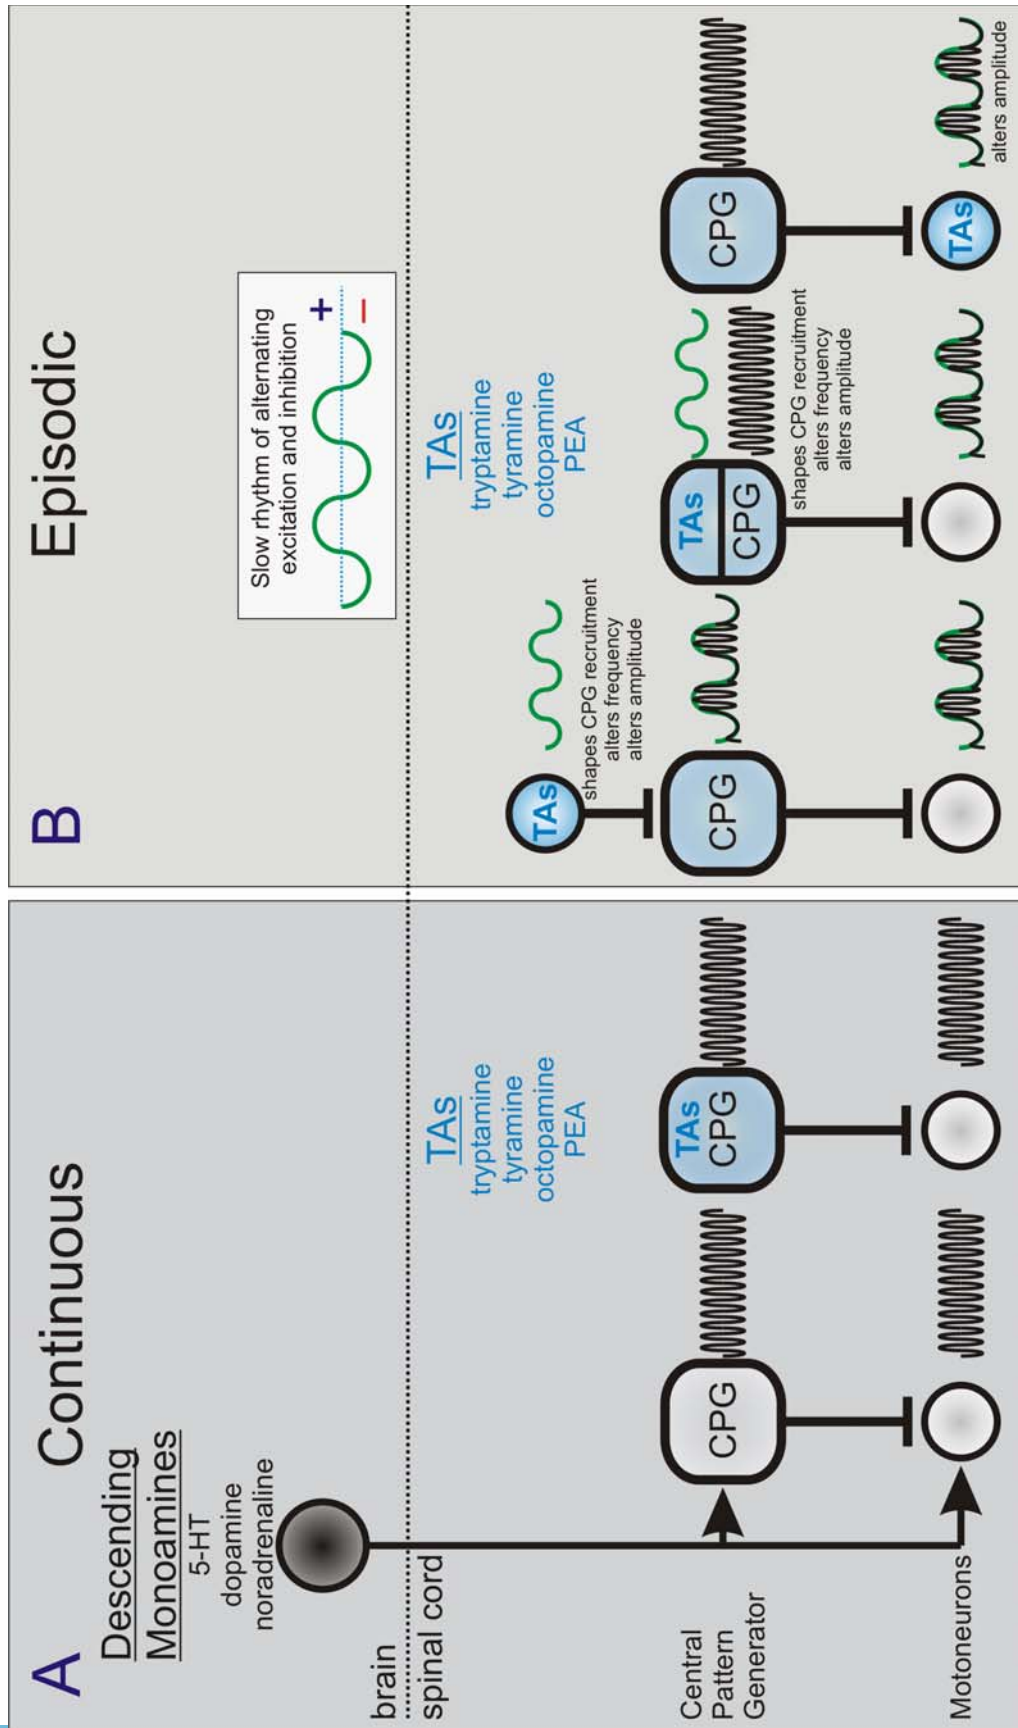 A
Continuous
Descending
Monoamines
5-HT
dopamine
noradrenaline
brain
spinal cord
TAs
tryptamine
tyramine
octopamine
PEA
Central
Pattern
Generator
CPG
TAs
CPG
Motoneurons
B
Episodic
Slow rhythm of alternating
excitation and inhibition
+
−
TAs
tryptamine
tyramine
octopamine
PEA
TAs
shapes CPG recruitment
alters frequency
alters amplitude
CPG
TAs
CPG
shapes CPG recruitment
alters frequency
alters amplitude
CPG
TAs
alters amplitude